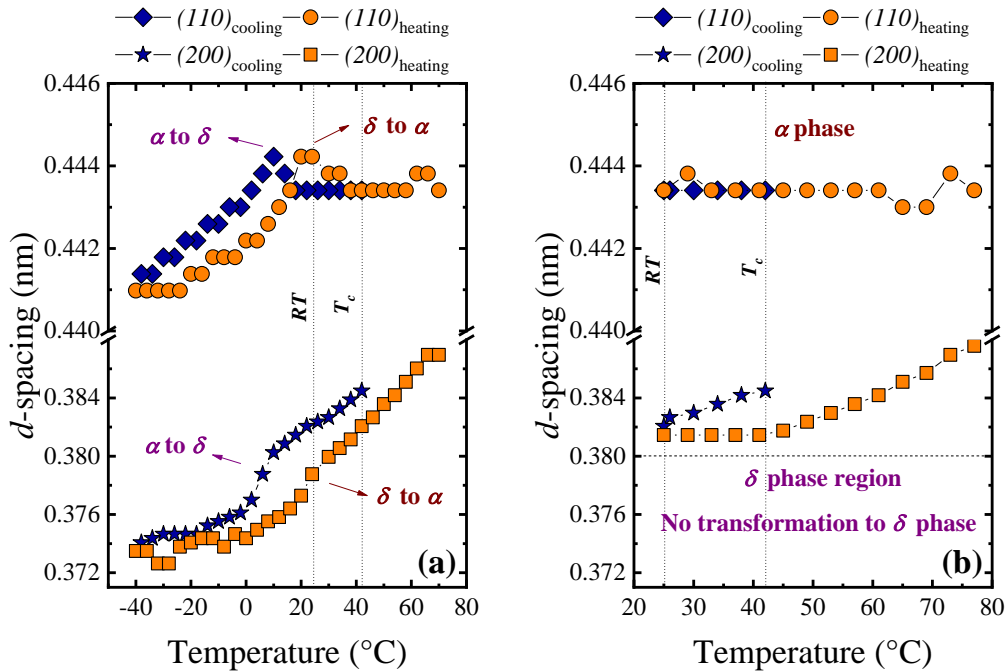 (110)cooling (110)heating
(200)cooling (200)heating
0.446
0.444
0.442
0.440
0.384
0.380
0.376
0.372
d-spacing (nm)
α to δ
δ to α
RT
Tc
α to δ
δ to α
(a)
-40 -20 0 20 40 60 80
Temperature (°C)
(110)cooling (110)heating
(200)cooling (200)heating
0.446
0.444
0.442
0.440
0.384
0.380
0.376
0.372
d-spacing (nm)
α phase
RT
Tc
δ phase region
No transformation to δ phase
(b)
20 30 40 50 60 70 80
Temperature (°C)